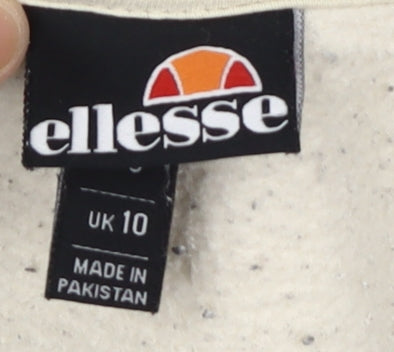 ellesse
UK 10
MADE IN
PAKISTAN